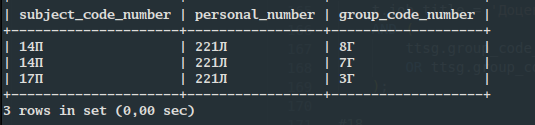 | subject_code_number | personal_number | group_code_number |
+---------------------+-----------------+-------------------+
| 14П | 221Л | 8Г |
| 14П | 221Л | 7Г |
| 17П | 221Л | 3Г |
+---------------------+-----------------+-------------------+
3 rows in set (0,00 sec)